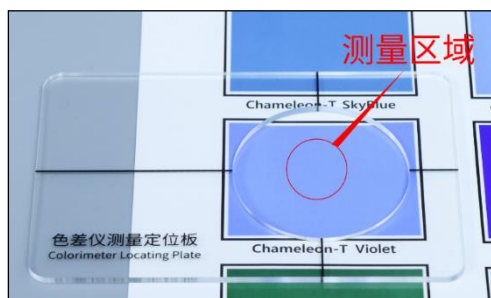 测量区域
Chameleon-T SkyBlue
色差仪测量定位板
Colorimeter Locating Plate
Chameleon-T Violet